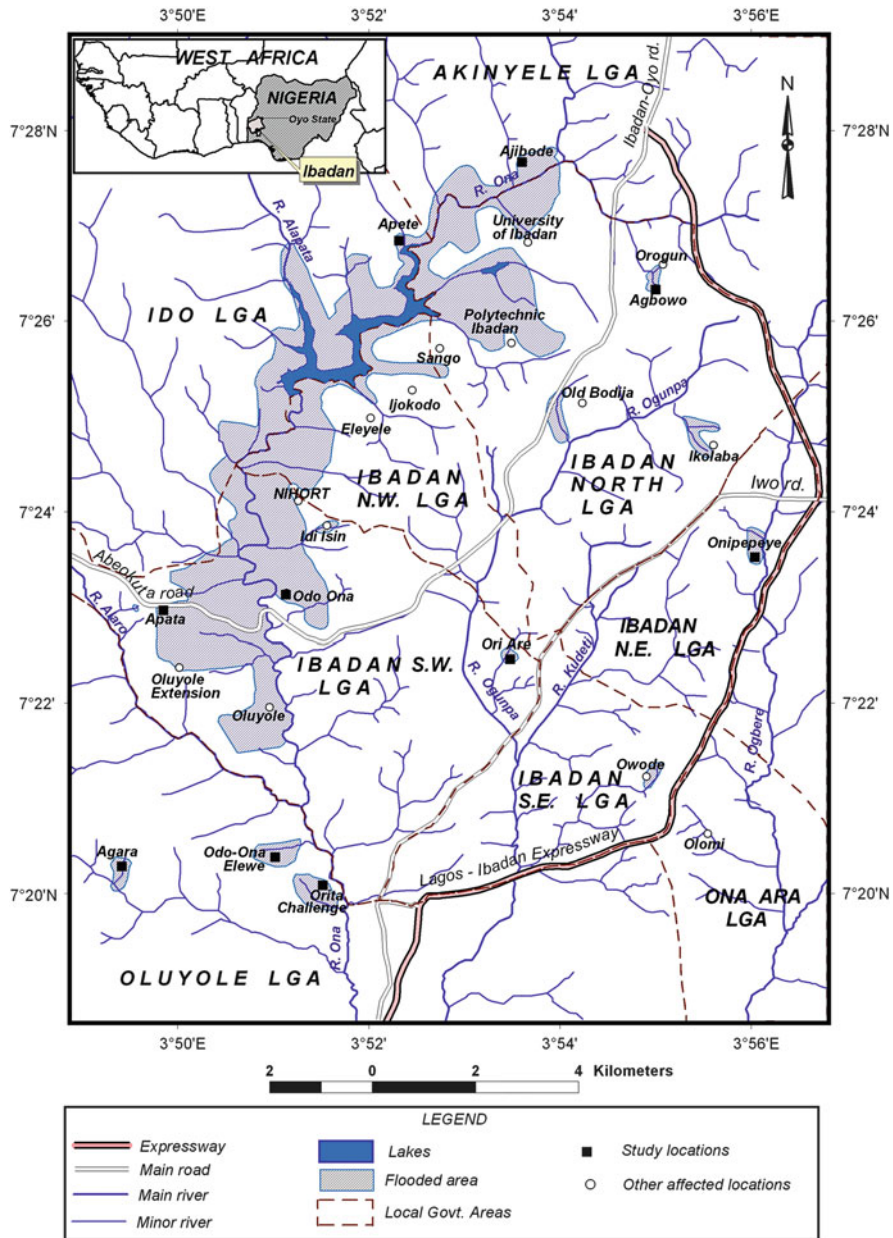 3°50'E
3°52'
3°54'
3°56'E
WEST AFRICA
NIGERIA
Oyo State
Ibadan
AKINYELE LGA
Ibadan-Oyo rd.
N
7°28'N
7°28'N
Ajibode
R. Ona
Apete
University
of Ibadan
R. Alapata
Orogun
Agbowo
IDO LGA
7°26'
7°26'
Polytechnic
Ibadan
Sango
Ijokodo
Old Bodija
R. Ogunpa
Eleyele
Ikolaba
IBADAN
N.W. LGA
IBADAN
NORTH
LGA
NIHORT
Iwo rd.
7°24'
7°24'
Idi Isin
Onipepeye
Abeokut'a road
Odo Ona
R. Alaro
Apata
IBADAN
N.E. LGA
Ori Are
IBADAN S.W.
LGA
Oluyole
Extension
R. Ogunpa
R. Kudeti
7°22'
7°22'
Oluyole
R. Ogbere
Owode
IBADAN
S.E. LGA
Olomi
Agara
Odo-Ona
Elewe
Lagos - Ibadan Expressway
7°20'
7°20'N
Orita
Challenge
ONA ARA
LGA
R. Ona
OLUYOLE LGA
3°50'E
3°52'
3°54'
3°56'E
2 0 2 4 Kilometers
LEGEND
Expressway
Main road
Main river
Minor river
Lakes
Flooded area
Local Govt. Areas
Study locations
Other affected locations